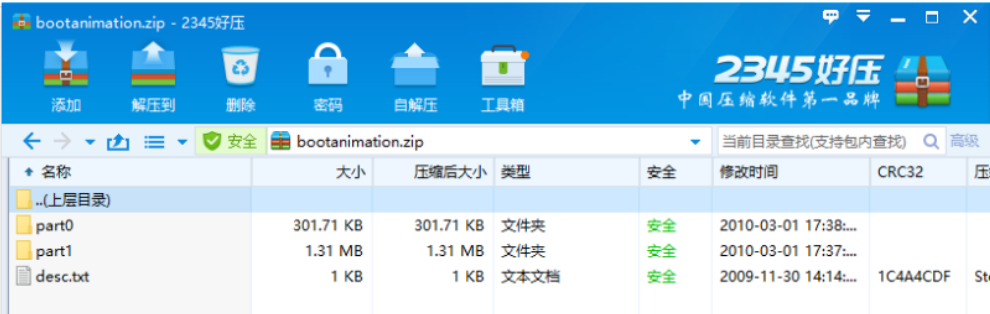 bootanimation.zip - 2345好压
添加 解压到 删除 密码 自解压 工具箱
2345好压
中国压缩软件第一品牌
安全 bootanimation.zip 当前目录查找(支持包内查找) 高级
名称 大小 压缩后大小 类型 安全 修改时间 CRC32 压
..(上层目录)
part0 301.71 KB 301.71 KB 文件夹 安全 2010-03-01 17:38:...
part1 1.31 MB 1.31 MB 文件夹 安全 2010-03-01 17:37:...
desc.txt 1 KB 1 KB 文本文档 安全 2009-11-30 14:14:... 1C4A4CDF Sto